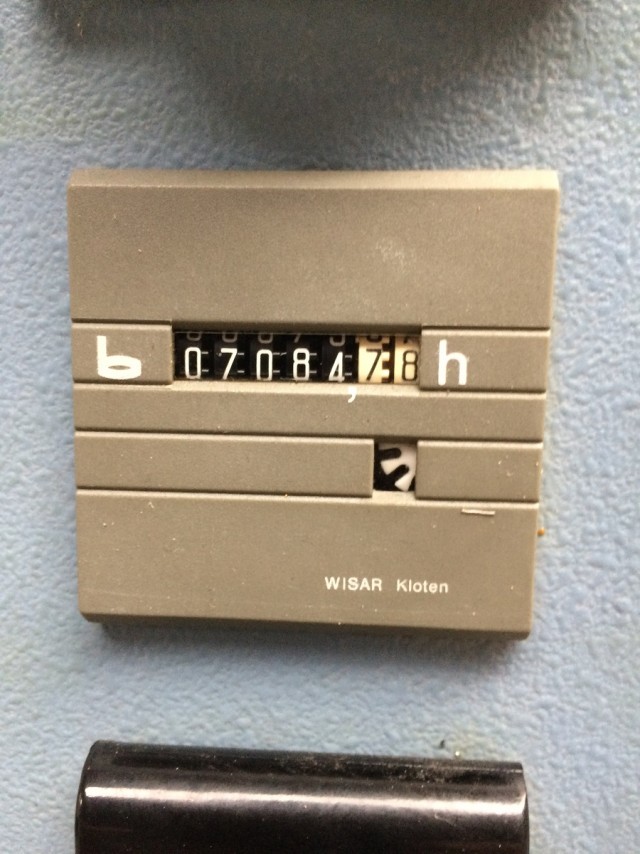 b 07084,78 h
WISAR Kloten